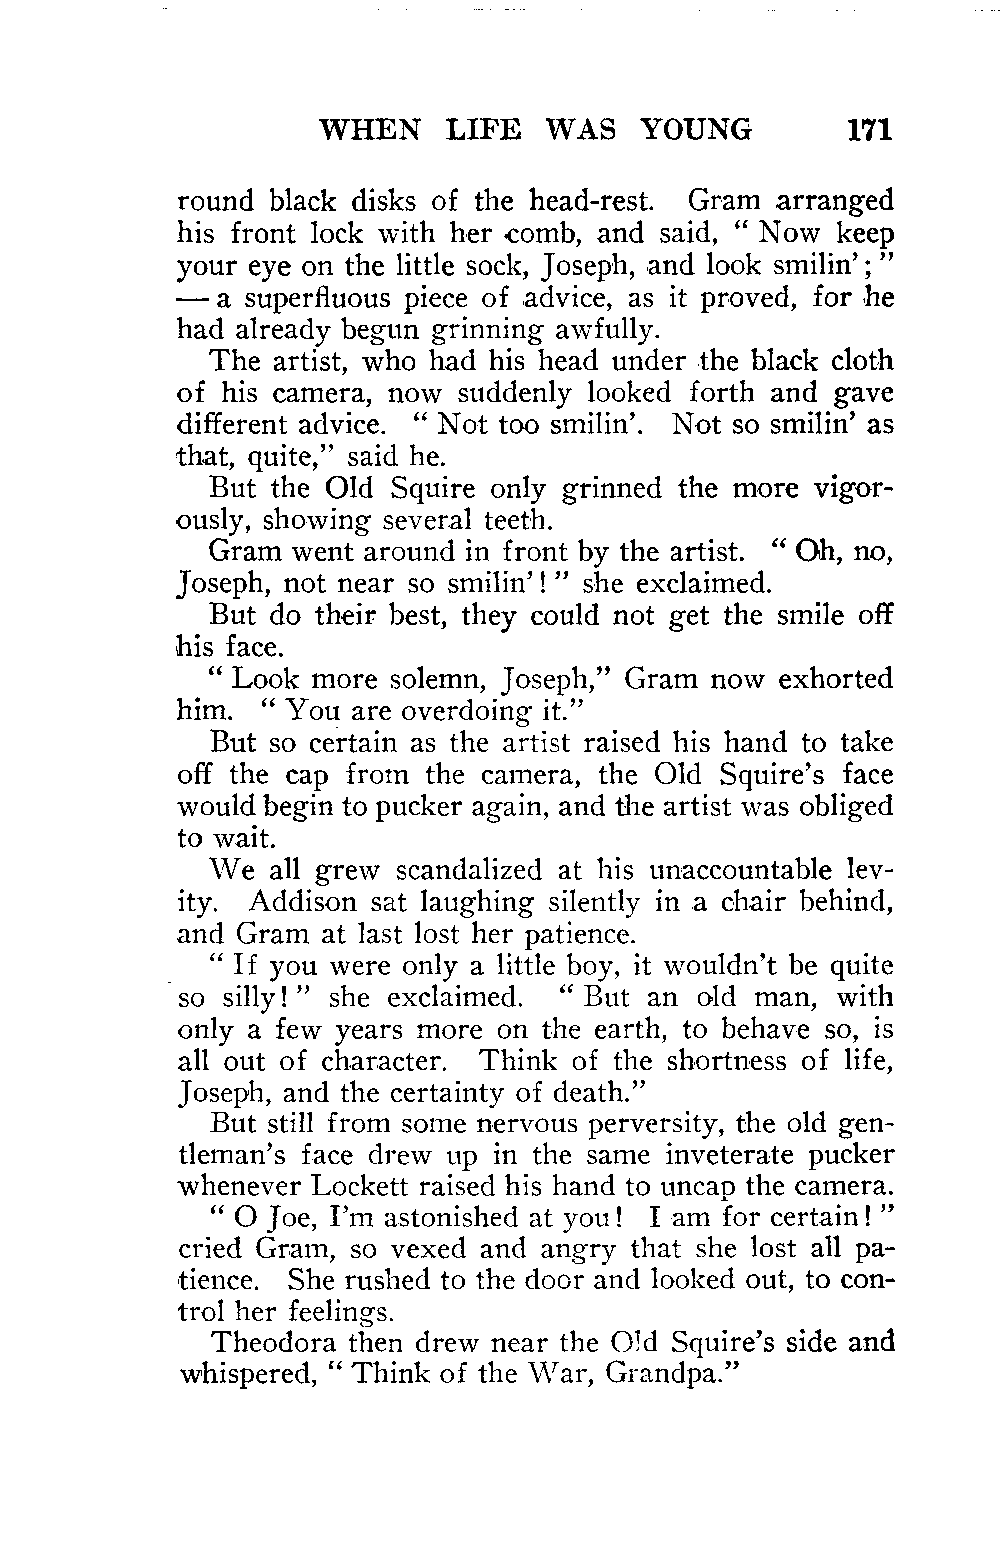 WHEN LIFE WAS YOUNG 171
round black disks of the head-rest. Gram arranged
his front lock with her comb, and said, “ Now keep
your eye on the little sock, Joseph, and look smilin’ ; ”
— a superfluous piece of advice, as it proved, for he
had already begun grinning awfully.
The artist, who had his head under the black cloth
of his camera, now suddenly looked forth and gave
different advice. “ Not too smilin’. Not so smilin’ as
that, quite,” said he.
But the Old Squire only grinned the more vigor-
ously, showing several teeth.
Gram went around in front by the artist. “ Oh, no,
Joseph, not near so smilin’ ! ” she exclaimed.
But do their best, they could not get the smile off
his face.
“ Look more solemn, Joseph,” Gram now exhorted
him. “ You are overdoing it.”
But so certain as the artist raised his hand to take
off the cap from the camera, the Old Squire’s face
would begin to pucker again, and the artist was obliged
to wait.
We all grew scandalized at his unaccountable lev-
ity. Addison sat laughing silently in a chair behind,
and Gram at last lost her patience.
“ If you were only a little boy, it wouldn’t be quite
so silly! ” she exclaimed. “ But an old man, with
only a few years more on the earth, to behave so, is
all out of character. Think of the shortness of life,
Joseph, and the certainty of death.”
But still from some nervous perversity, the old gen-
tleman’s face drew up in the same inveterate pucker
whenever Lockett raised his hand to uncap the camera.
“ O Joe, I’m astonished at you! I am for certain! ”
cried Gram, so vexed and angry that she lost all pa-
tience. She rushed to the door and looked out, to con-
trol her feelings.
Theodora then drew near the Old Squire’s side and
whispered, “ Think of the War, Grandpa.”